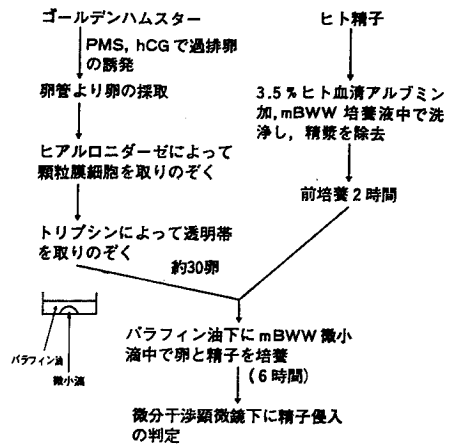 ゴールデンハムスター
PMS, hCGで過排卵
の誘発
卵管より卵の採取
ヒアルロニダーゼによって
顆粒膜細胞を取りのぞく
トリプシンによって透明帯
を取りのぞく
約30卵
ヒト精子
3.5%ヒト血清アルブミン
加, mBWW 培養液中で洗
浄し, 精漿を除去
前培養2時間
パラフィン油
微小滴
パラフィン油下にmBWW微小
滴中で卵と精子を培養
(6時間)
微分干渉顕微鏡下に精子侵入
の判定